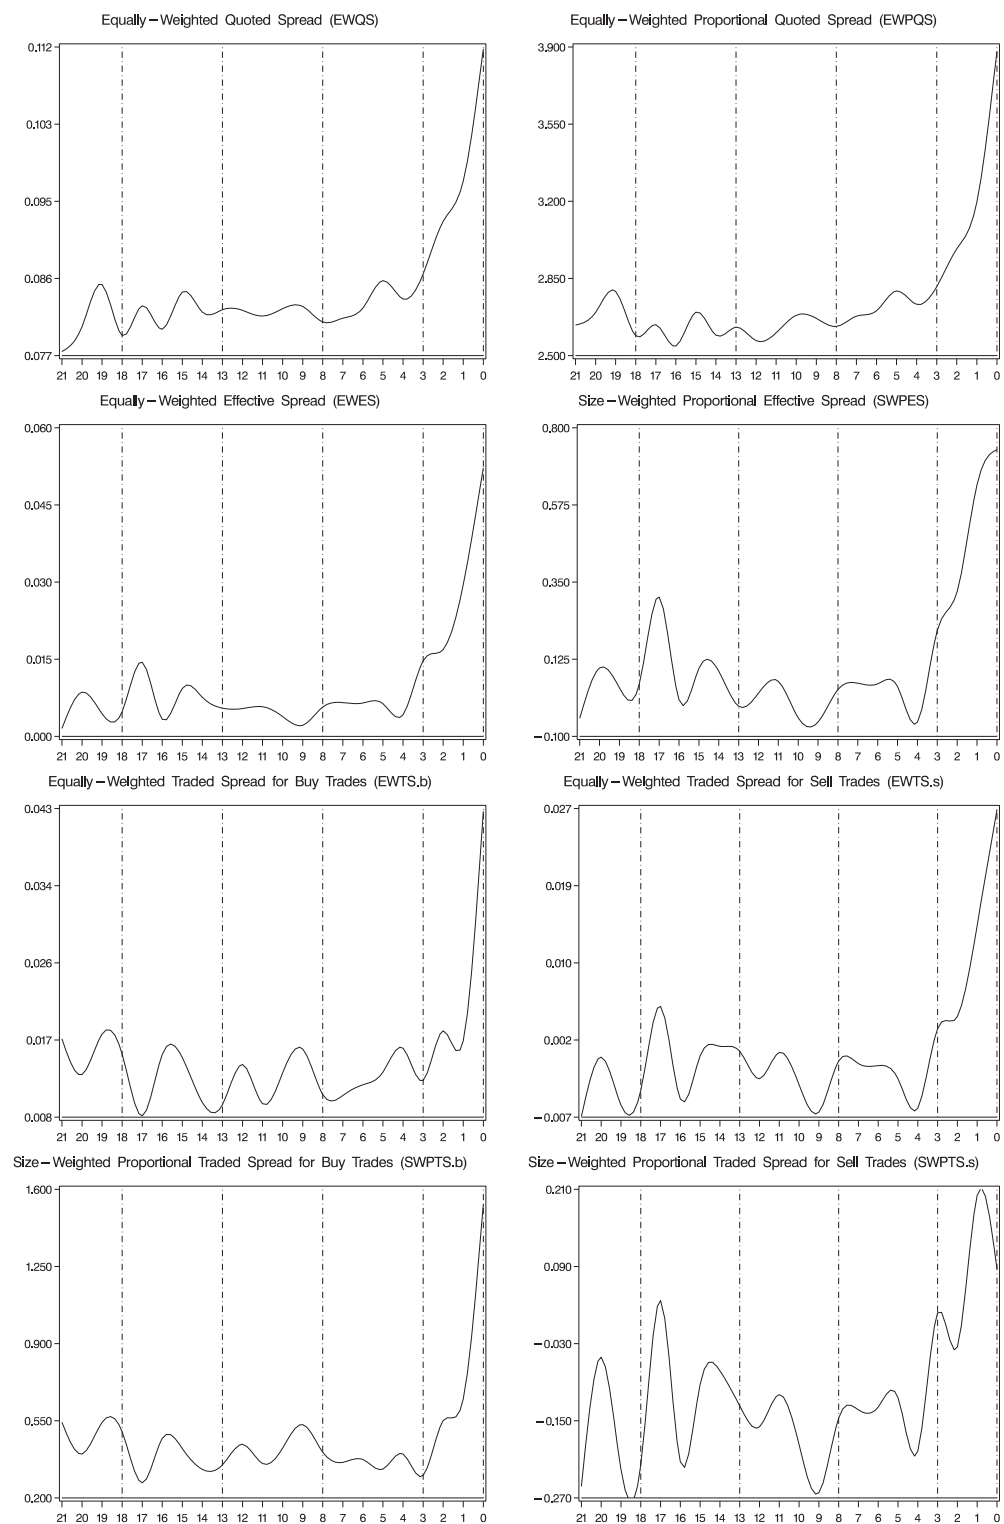 Equally-Weighted Quoted Spread (EWQS)
0.112
0.103
0.095
0.086
0.077
21 20 19 18 17 16 15 14 13 12 11 10 9 8 7 6 5 4 3 2 1 0
Equally-Weighted Proportional Quoted Spread (EWPQS)
3.900
3.550
3.200
2.850
2.500
21 20 19 18 17 16 15 14 13 12 11 10 9 8 7 6 5 4 3 2 1 0
Equally-Weighted Effective Spread (EWES)
0.060
0.045
0.030
0.015
0.000
21 20 19 18 17 16 15 14 13 12 11 10 9 8 7 6 5 4 3 2 1 0
Size-Weighted Proportional Effective Spread (SWPES)
0.800
0.575
0.350
0.125
-0.100
21 20 19 18 17 16 15 14 13 12 11 10 9 8 7 6 5 4 3 2 1 0
Equally-Weighted Traded Spread for Buy Trades (EWTS.b)
0.043
0.034
0.026
0.017
0.008
21 20 19 18 17 16 15 14 13 12 11 10 9 8 7 6 5 4 3 2 1 0
Equally-Weighted Traded Spread for Sell Trades (EWTS.s)
0.027
0.019
0.010
0.002
-0.007
21 20 19 18 17 16 15 14 13 12 11 10 9 8 7 6 5 4 3 2 1 0
Size-Weighted Proportional Traded Spread for Buy Trades (SWPTS.b)
1.600
1.250
0.900
0.550
0.200
21 20 19 18 17 16 15 14 13 12 11 10 9 8 7 6 5 4 3 2 1 0
Size-Weighted Proportional Traded Spread for Sell Trades (SWPTS.s)
0.210
0.090
-0.030
-0.150
-0.270
21 20 19 18 17 16 15 14 13 12 11 10 9 8 7 6 5 4 3 2 1 0